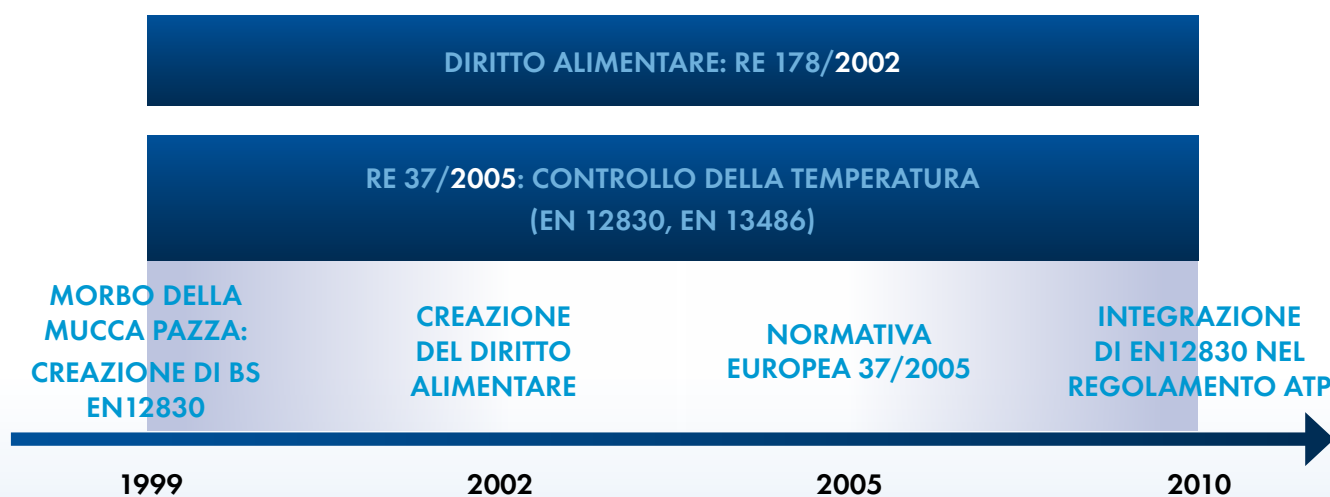 DIRITTO ALIMENTARE: RE 178/2002
RE 37/2005: CONTROLLO DELLA TEMPERATURA
(EN 12830, EN 13486)
MORBO DELLA
MUCCA PAZZA:
CREAZIONE DI BS
EN12830
CREAZIONE
DEL DIRITTO
ALIMENTARE
NORMATIVA
EUROPEA 37/2005
INTEGRAZIONE
DI EN12830 NEL
REGOLAMENTO ATP
1999
2002
2005
2010